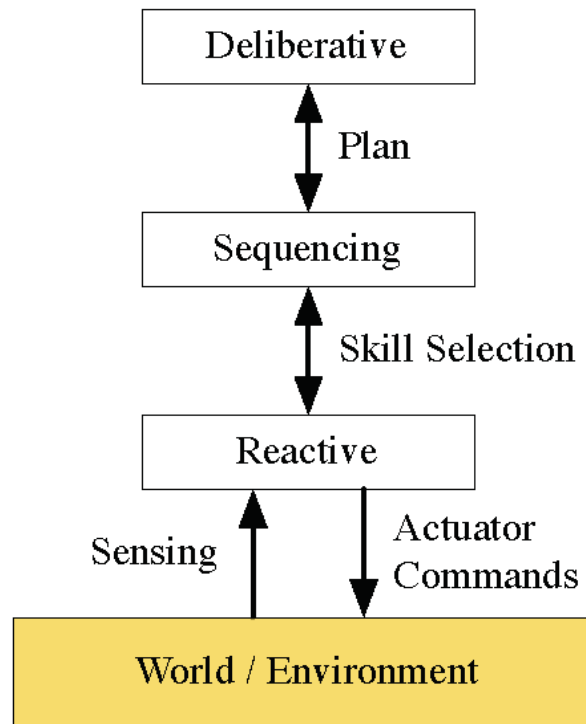 Deliberative
Plan
Sequencing
Skill Selection
Reactive
Sensing
Actuator
Commands
World / Environment